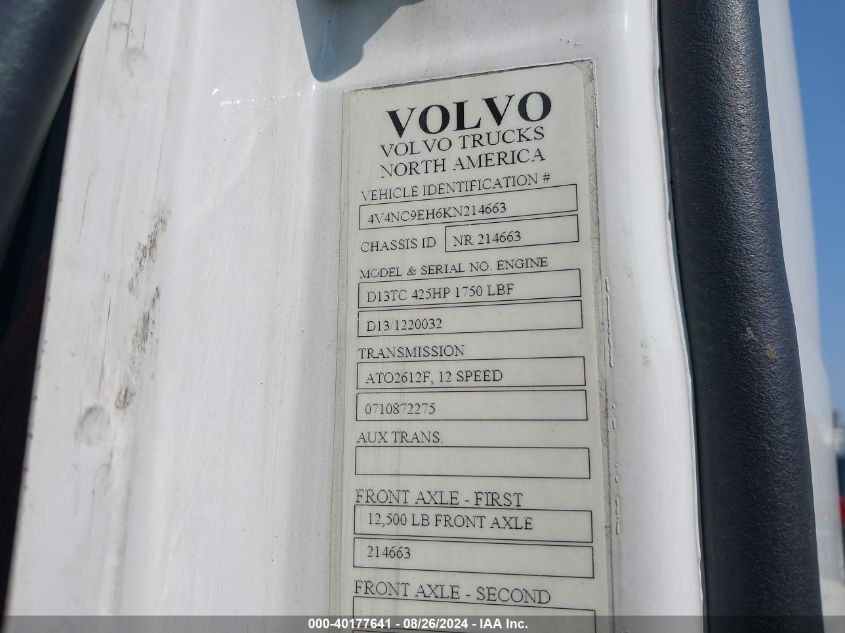 VOLVO
VOLVO TRUCKS
NORTH AMERICA
VEHICLE IDENTIFICATION #
4V4NC9EH6KN214663
CHASSIS ID NR 214663
MODEL & SERIAL NO. ENGINE
D13TC 425HP 1750 LBF
D13/1220032
TRANSMISSION
ATO2612F, 12 SPEED
0710872275
AUX TRANS.
FRONT AXLE - FIRST
12,500 LB FRONT AXLE
214663
FRONT AXLE - SECOND
000-40177641 - 08/26/2024 - IAA, Inc.